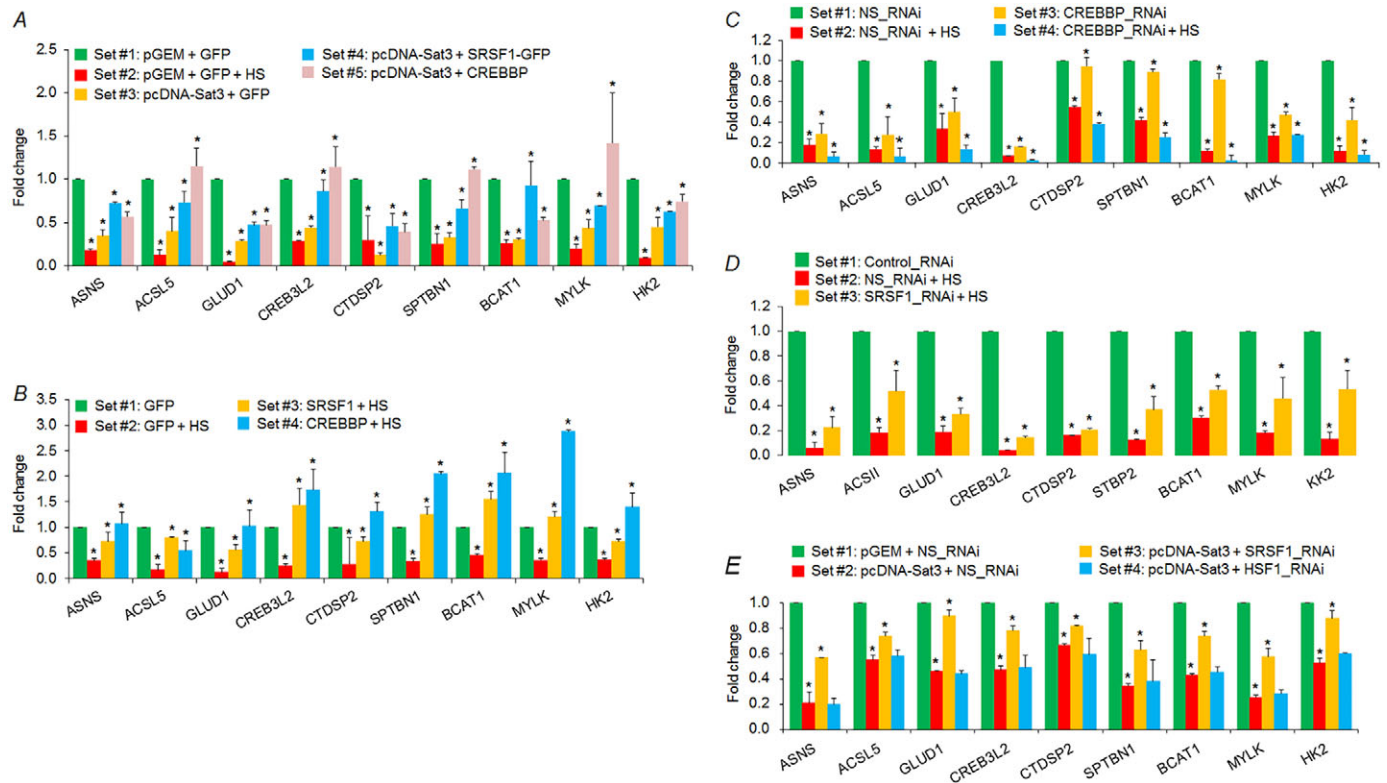 A
Set #1: pGEM + GFP
Set #2: pGEM + GFP + HS
Set #3: pcDNA-Sat3 + GFP
Set #4: pcDNA-Sat3 + SRSF1-GFP
Set #5: pcDNA-Sat3 + CREBBP
Fold change
2.5
2.0
1.5
1.0
0.5
0.0
* * * * * * * * * * * * * * * * * * * * * * * * * * * * * * * * * * * *
ASNS ACSL5 GLUD1 CREB3L2 CTDSP2 SPTBN1 BCAT1 MYLK HK2
B
Set #1: GFP
Set #2: GFP + HS
Set #3: SRSF1 + HS
Set #4: CREBBP + HS
Fold change
3.5
3.0
2.5
2.0
1.5
1.0
0.5
0.0
* * * * * * * * * * * * * * * * * * * * * * * * * * *
ASNS ACSL5 GLUD1 CREB3L2 CTDSP2 SPTBN1 BCAT1 MYLK HK2
C
Set #1: NS_RNAi
Set #2: NS_RNAi + HS
Set #3: CREBBP_RNAi
Set #4: CREBBP_RNAi + HS
Fold change
1.2
1.0
0.8
0.6
0.4
0.2
0.0
* * * * * * * * * * * * * * * * * * * * * * * * * * *
ASNS ACSL5 GLUD1 CREB3L2 CTDSP2 SPTBN1 BCAT1 MYLK HK2
D
Set #1: Control_RNAi
Set #2: NS_RNAi + HS
Set #3: SRSF1_RNAi + HS
Fold change
1.2
1.0
0.8
0.6
0.4
0.2
0.0
* * * * * * * * * * * * * * * * * *
ASNS ACSII GLUD1 CREB3L2 CTDSP2 STBP2 BCAT1 MYLK KK2
E
Set #1: pGEM + NS_RNAi
Set #2: pcDNA-Sat3 + NS_RNAi
Set #3: pcDNA-Sat3 + SRSF1_RNAi
Set #4: pcDNA-Sat3 + HSF1_RNAi
Fold change
1.0
0.8
0.6
0.4
0.2
0.0
* * * * * * * * * * * * * * * * * *
ASNS ACSL5 GLUD1 CREB3L2 CTDSP2 SPTBN1 BCAT1 MYLK HK2